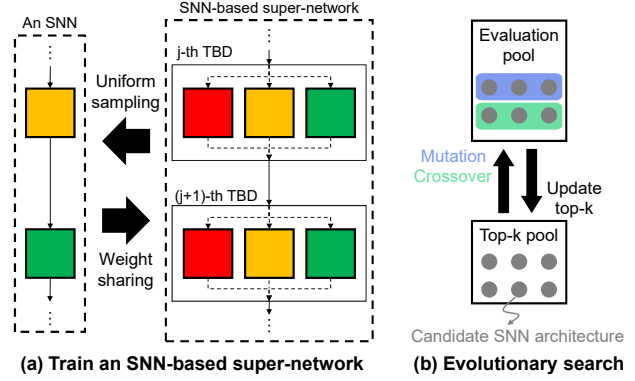 An SNN
SNN-based super-network
j-th TBD
Uniform
sampling
(j+1)-th TBD
Weight
sharing
(a) Train an SNN-based super-network
Evaluation
pool
Mutation
Crossover
Update
top-k
Top-k pool
Candidate SNN architecture
(b) Evolutionary search